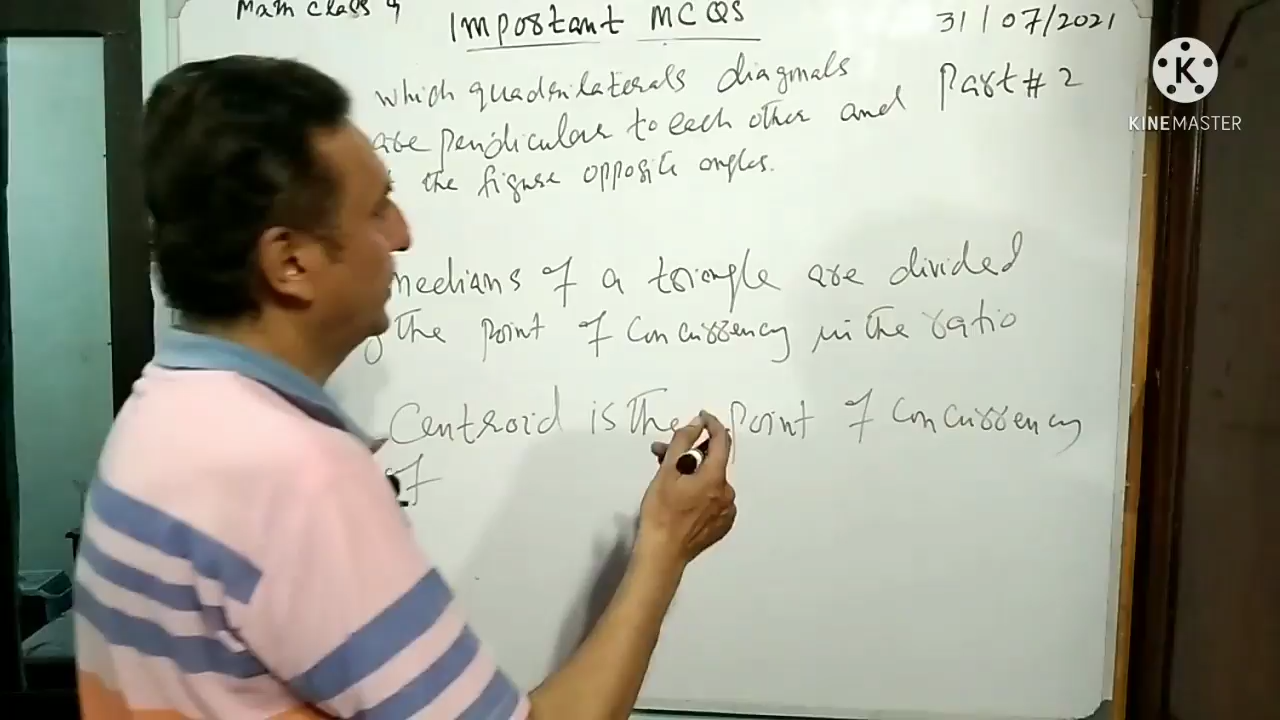 Math Class 9
Important MCQS
31/07/2021
Part # 2
which quadrilaterals diagonals
are pendicular to each other and
the figure opposite angles.
medians of a triangle are divided
the point of concurrency in the ratio
Centroid is the point of concurrency
of
K
KINEMASTER